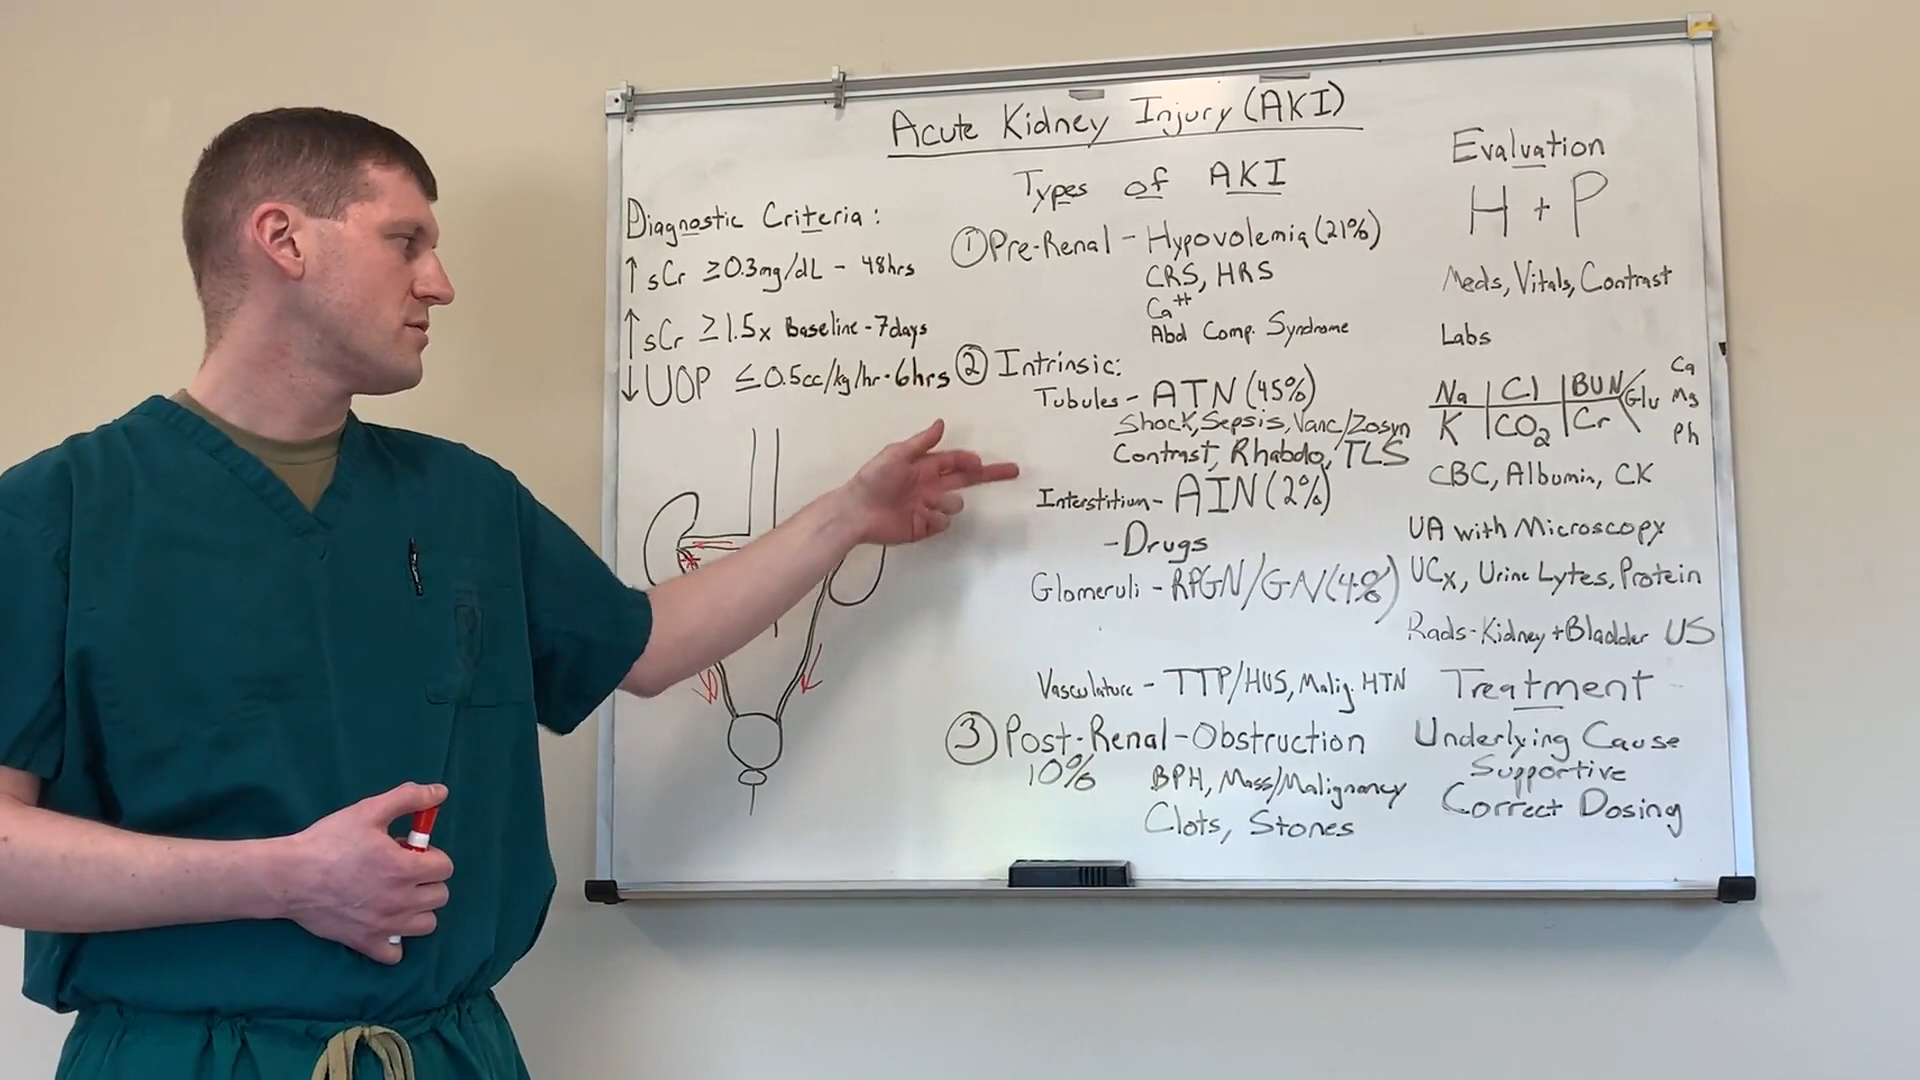 Acute Kidney Injury (AKI)
Diagnostic Criteria:
↑ sCr ≥0.3mg/dL - 48hrs
↑ sCr ≥1.5x Baseline-7days
↓ UOP ≤0.5cc/kg/hr-6hrs
Types of AKI
① Pre-Renal - Hypovolemia (21%)
CRS, HRS
Ca++
Abd Comp. Syndrome
② Intrinsic:
Tubules - ATN (45%)
Shock, Sepsis, Vanc/Zosyn
Contrast, Rhabdo, TLS
Interstitium - AIN (2%)
-Drugs
Glomeruli - RPGN/GN (4%)
Vasculature - TTP/HUS, Malig. HTN
③ Post-Renal-Obstruction
10%
BPH, Mass/Malignancy
Clots, Stones
Evaluation
H + P
Meds, Vitals, Contrast
Labs
Na | Cl | BUN Glu
K | CO2 | Cr
Ca
Mg
Ph
CBC, Albumin, CK
UA with Microscopy
UCx, Urine Lytes, Protein
Rads-Kidney+Bladder US
Treatment
Underlying Cause
Supportive
Correct Dosing